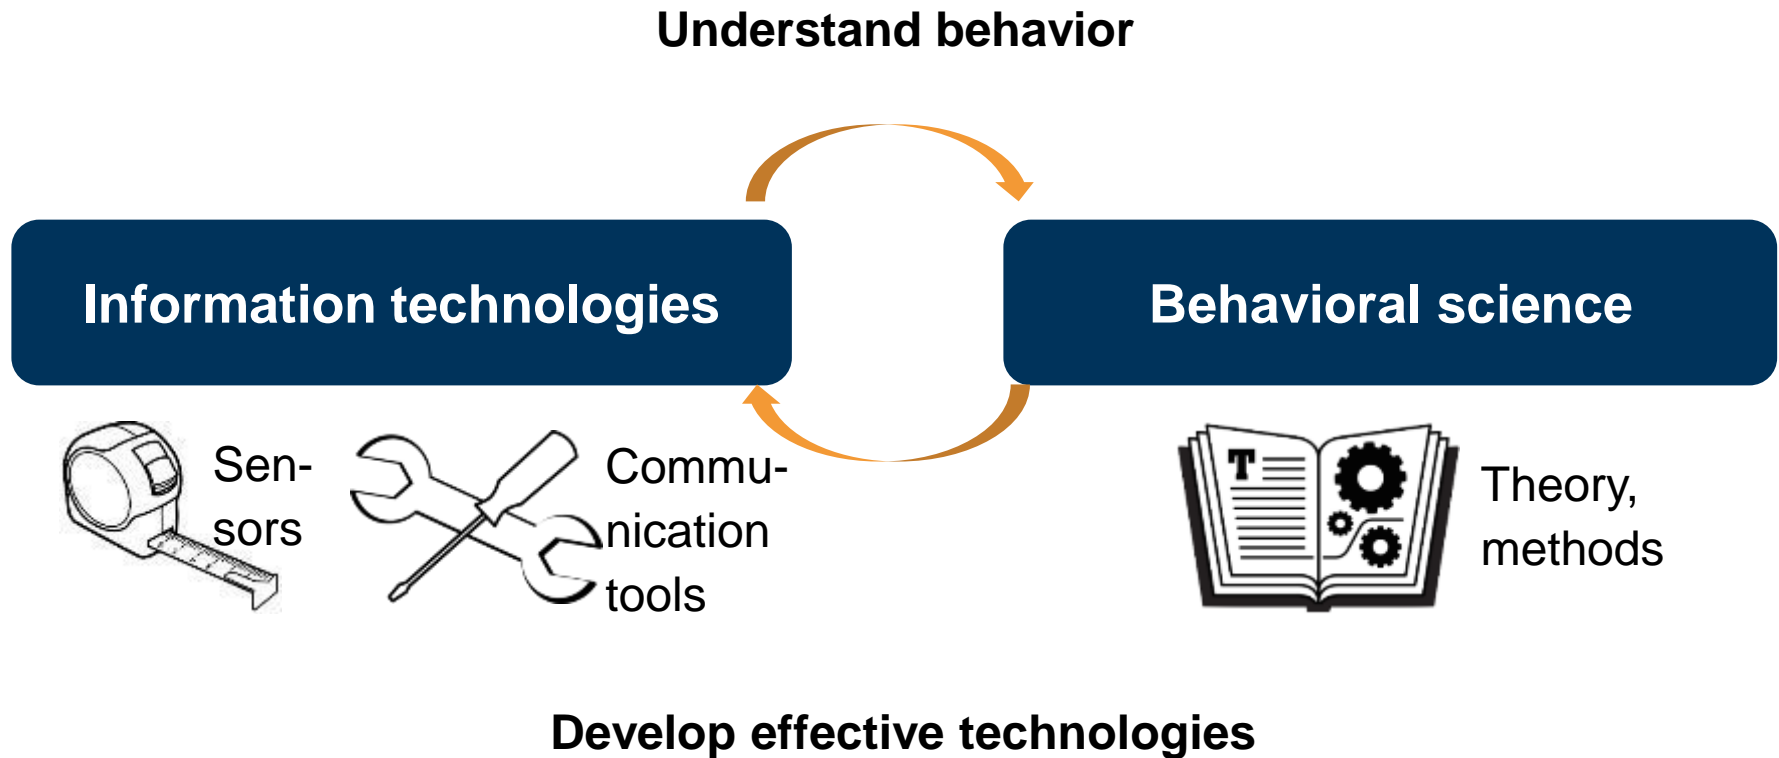 Understand behavior
Information technologies
Behavioral science
Sen-
sors
Commu-
nication
tools
T
Theory,
methods
Develop effective technologies